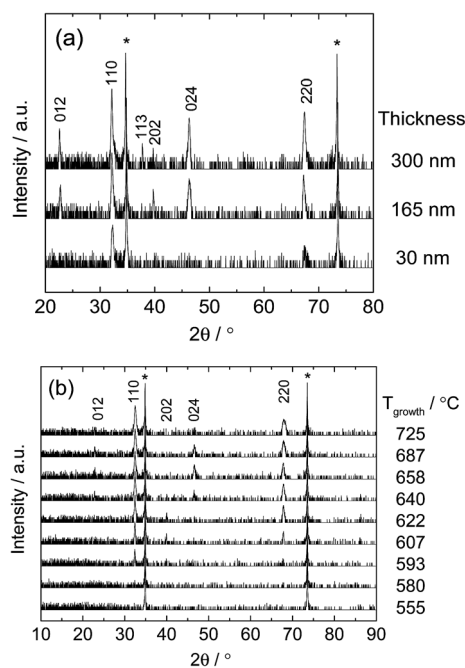 (a)
*
*
012
110
113
202
024
220
Thickness
300 nm
165 nm
30 nm
Intensity / a.u.
20 30 40 50 60 70 80
2θ / °
(b)
*
*
012
110
202
024
220
T growth / °C
725
687
658
640
622
607
593
580
555
Intensity / a.u.
10 20 30 40 50 60 70 80 90
2θ / °